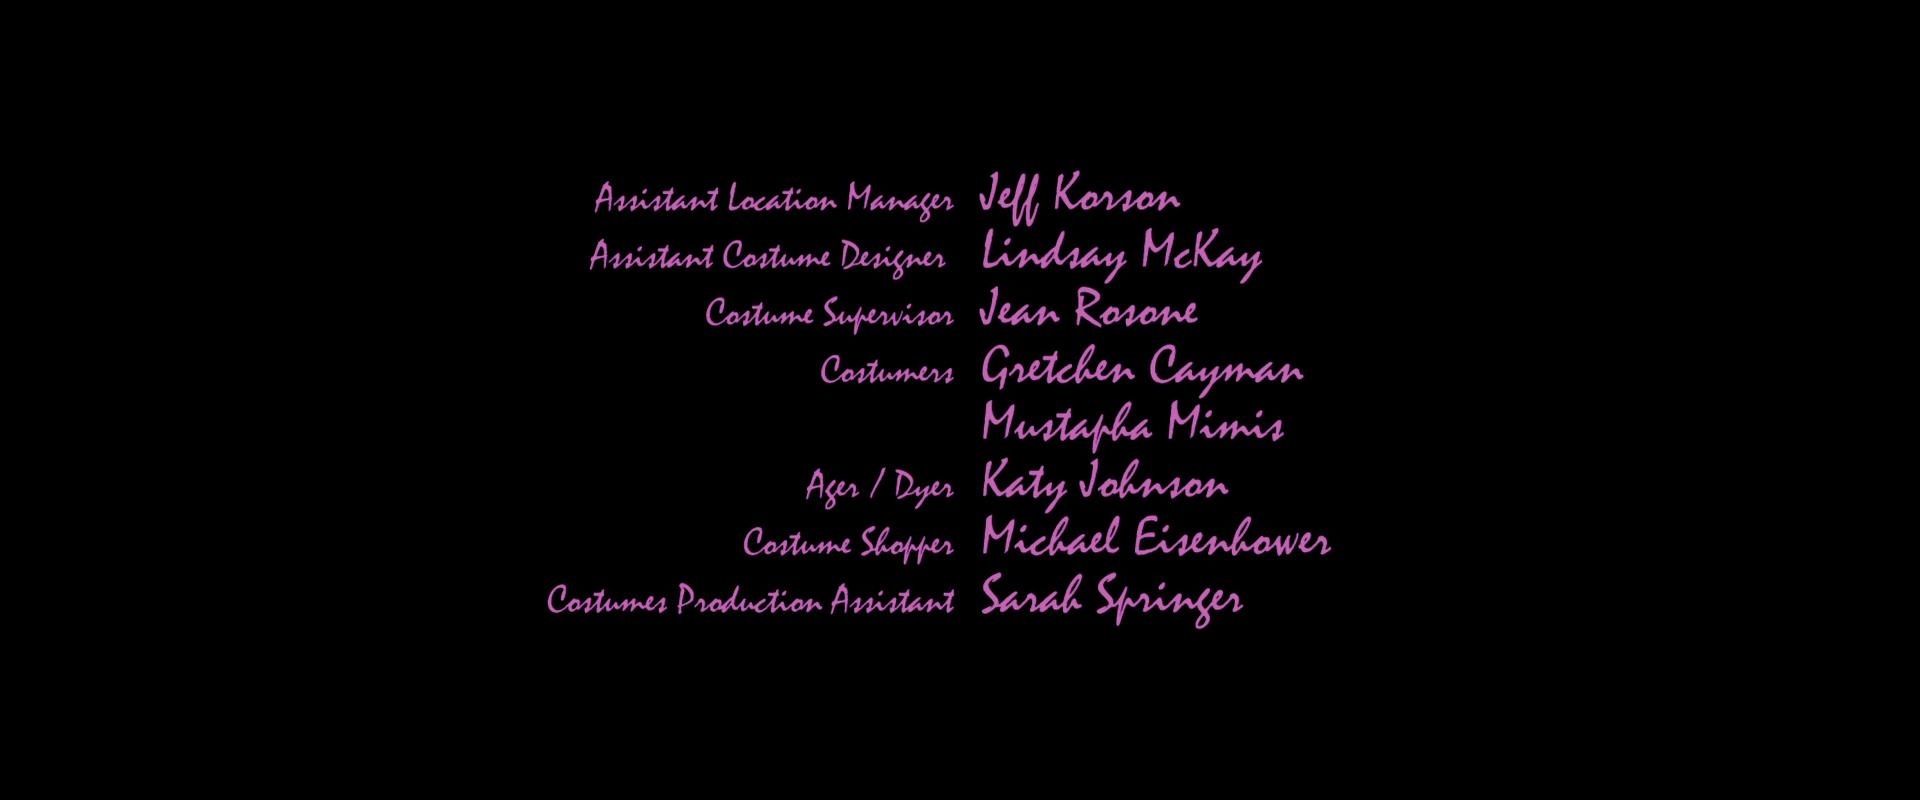 Assistant Location Manager Jeff Korson
Assistant Costume Designer Lindsay McKay
Costume Supervisor Jean Rosone
Costumers Gretchen Cayman
Mustapha Mimis
Ager / Dyer Katy Johnson
Costume Shopper Michael Eisenhower
Costumes Production Assistant Sarah Springer